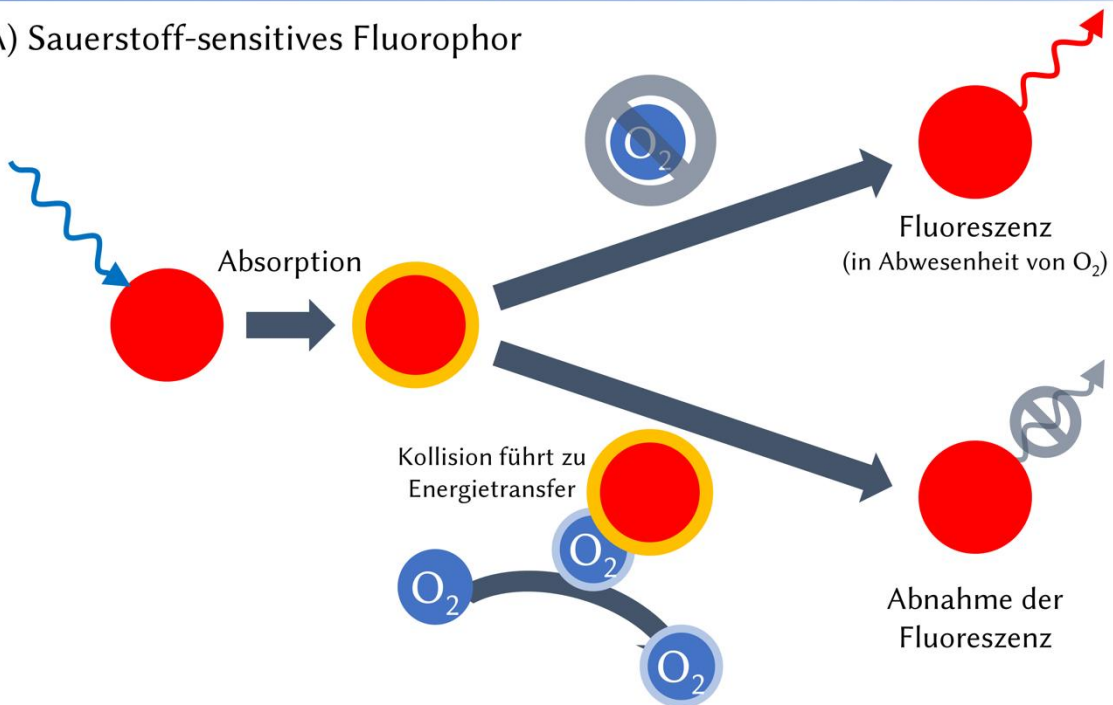 A) Sauerstoff-sensitives Fluorophor
O₂
Absorption
Fluoreszenz
(in Abwesenheit von O₂)
Kollision führt zu
Energietransfer
O₂
O₂
O₂
Abnahme der
Fluoreszenz